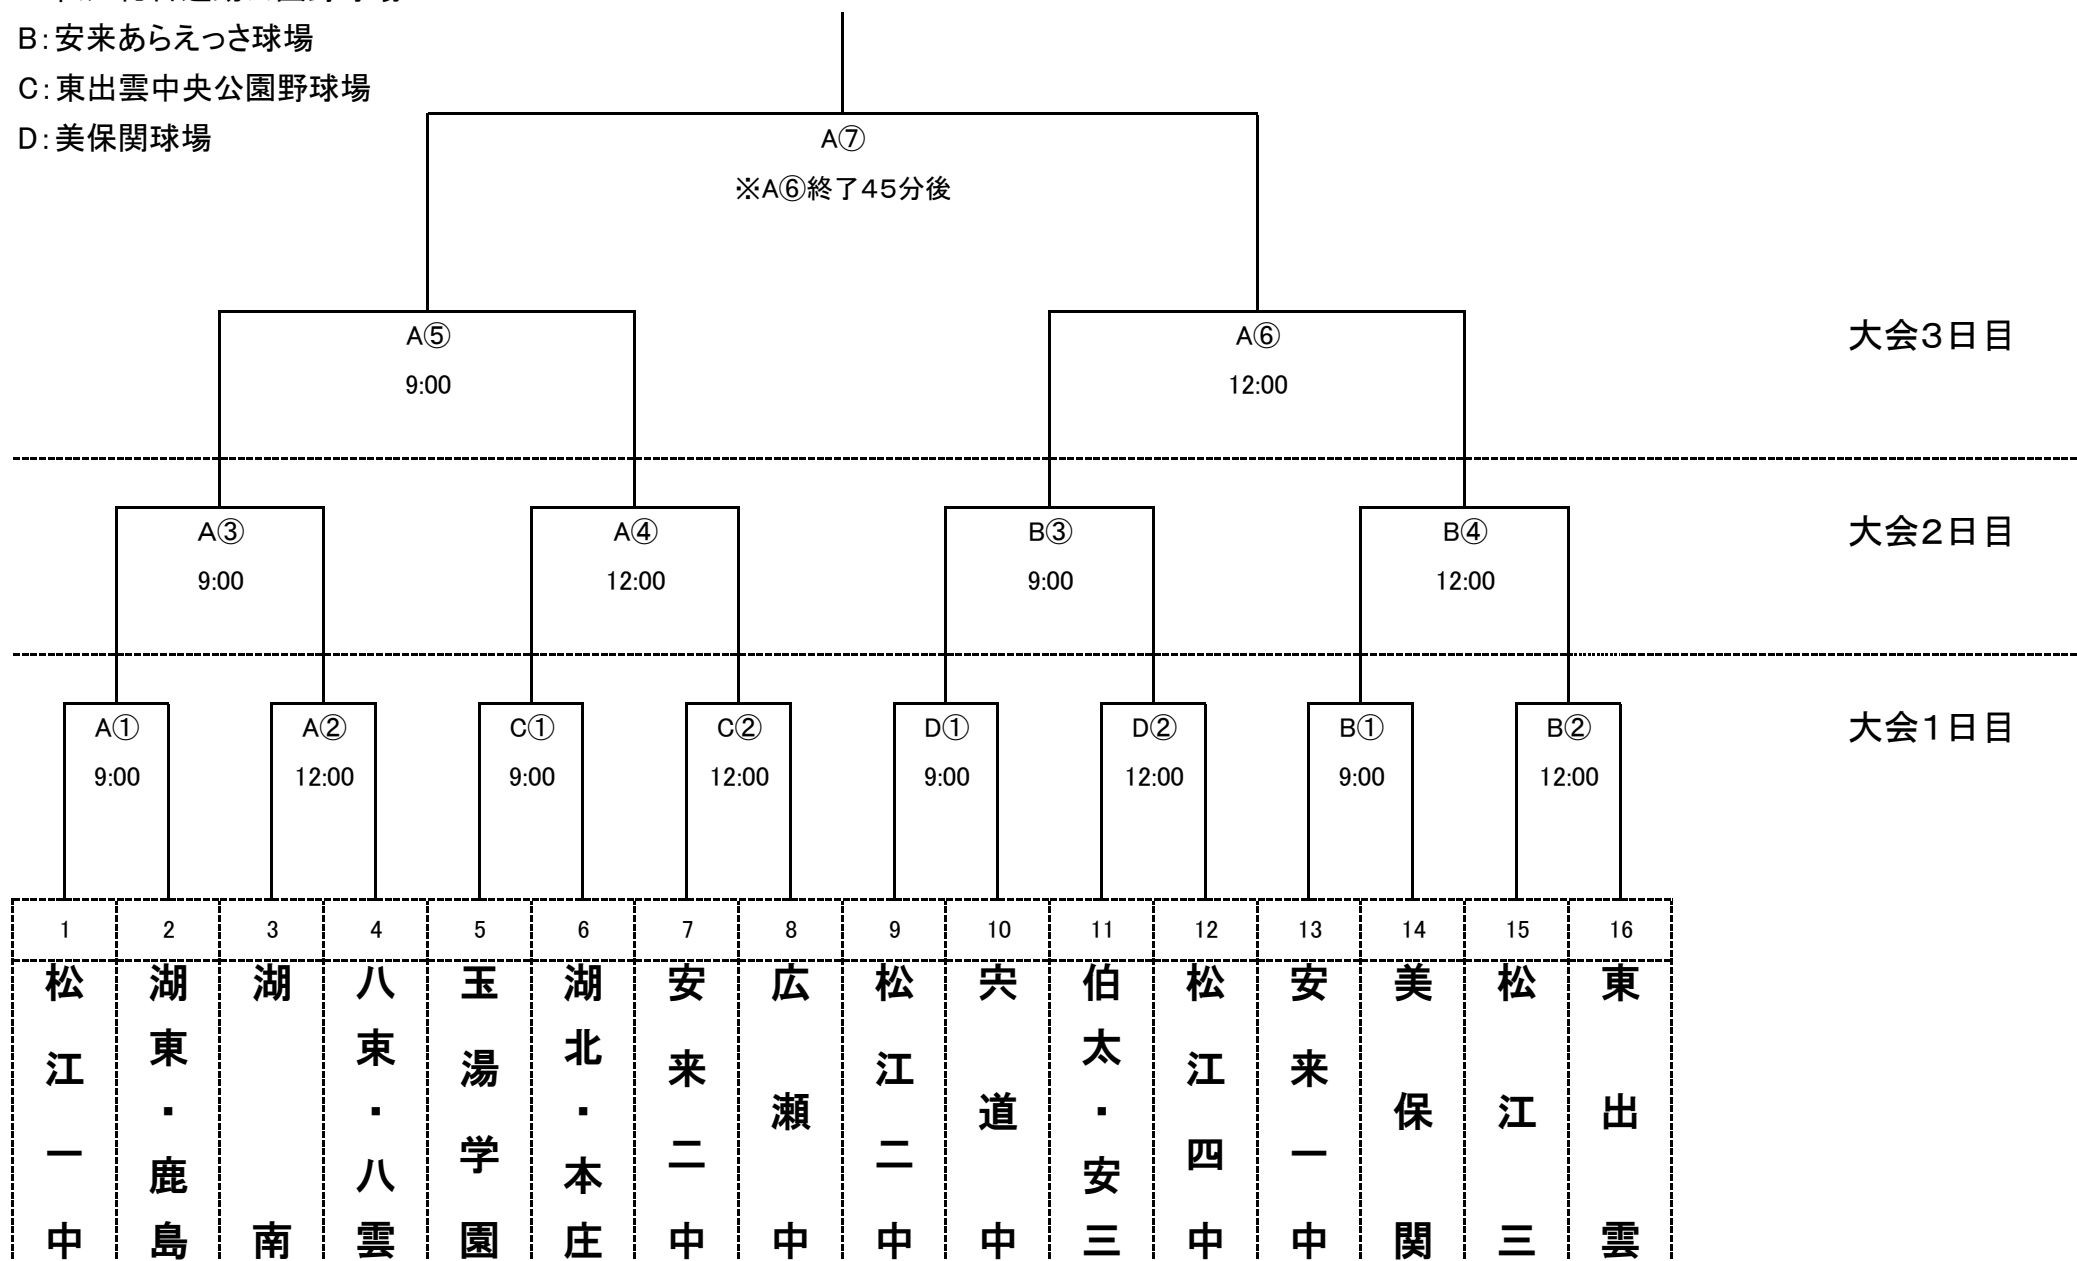 B：安来あらえっさ球場
C：東出雲中央公園野球場
D：美保関球場
A⑦
※A⑥終了45分後
A⑤ A⑥ 大会3日目
9:00 12:00
A③ A④ B③ B④ 大会2日目
9:00 12:00 9:00 12:00
A① A② C① C② D① D② B① B② 大会1日目
9:00 12:00 9:00 12:00 9:00 12:00 9:00 12:00
1 2 3 4 5 6 7 8 9 10 11 12 13 14 15 16
松江一中
湖東・鹿島
湖南
八束・八雲
玉湯学園
湖北・本庄
安来二中
広瀬中
松江二中
宍道中
伯太・安三
松江四中
安来一中
美保関
松江三
東出雲